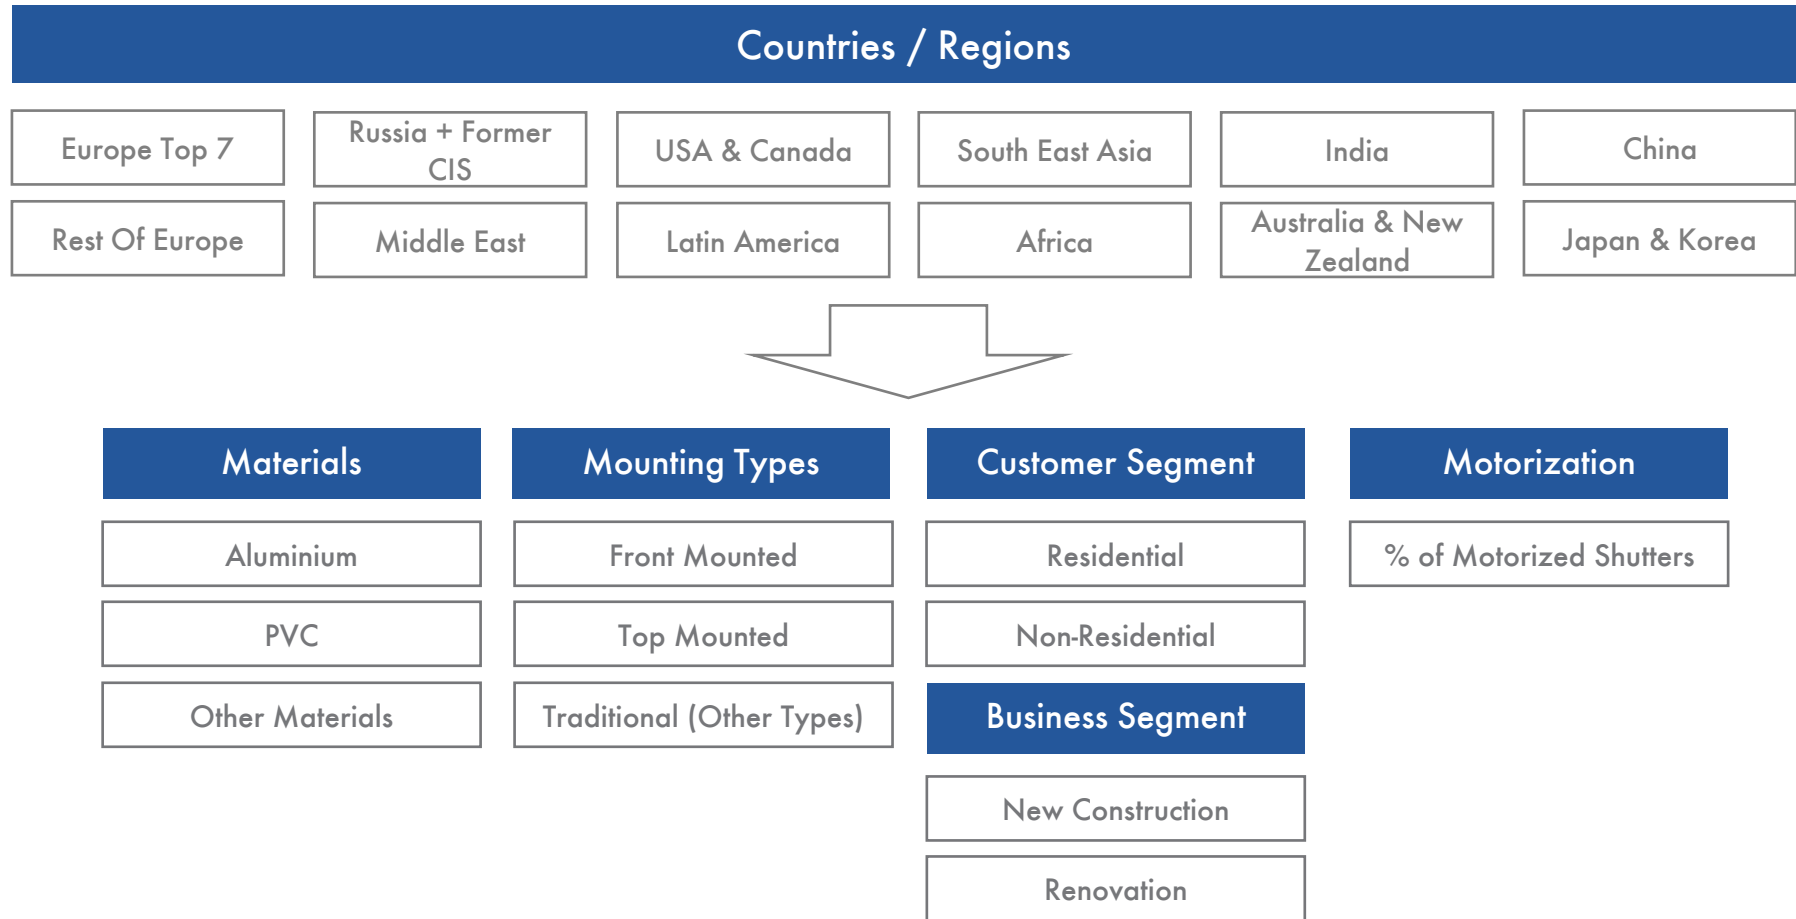 Countries / Regions
Europe Top 7
Russia + Former
CIS
USA & Canada
South East Asia
India
China
Rest Of Europe
Middle East
Latin America
Africa
Australia & New
Zealand
Japan & Korea
Materials
Mounting Types
Customer Segment
Motorization
Aluminium
Front Mounted
Residential
% of Motorized Shutters
PVC
Top Mounted
Non-Residential
Other Materials
Traditional (Other Types)
Business Segment
New Construction
Renovation